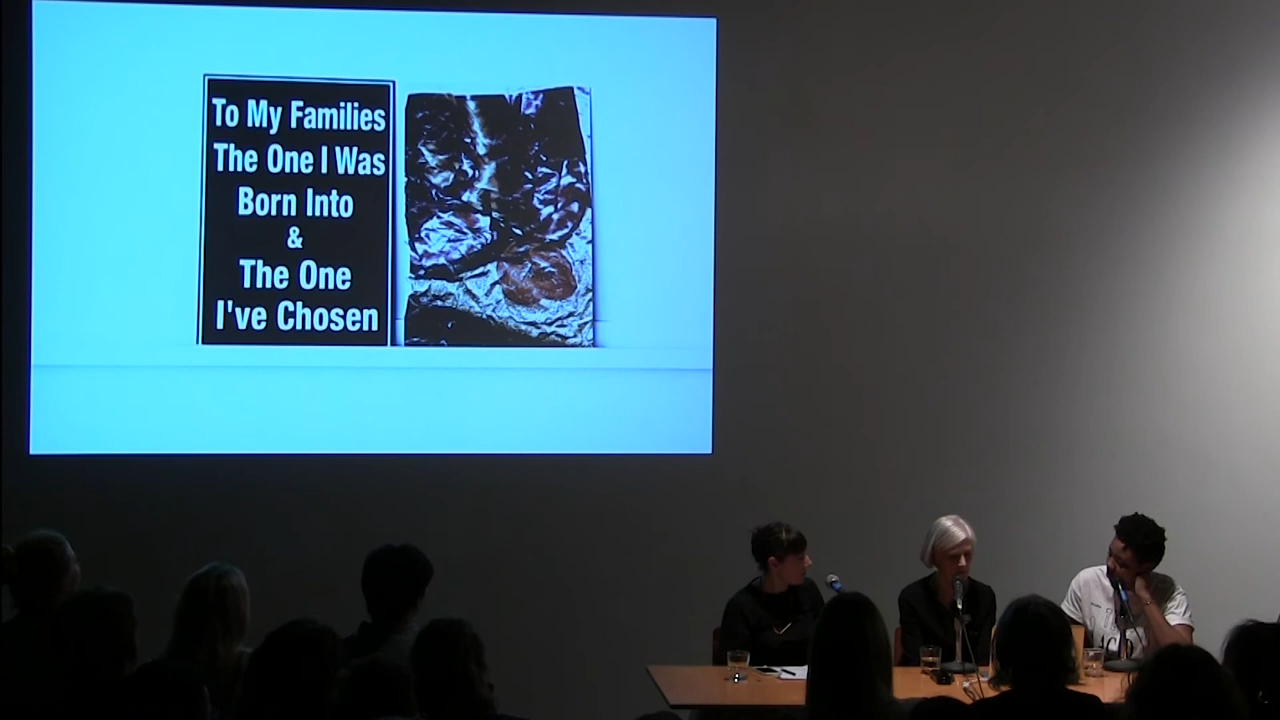 To My Families
The One I Was
Born Into
&
The One
I've Chosen